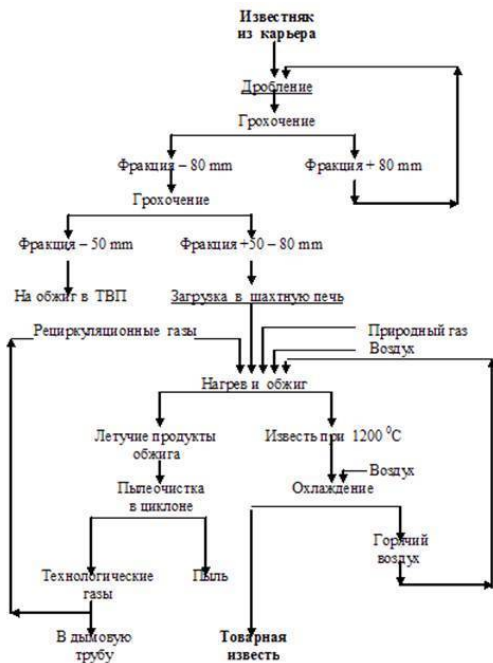 Известняк
из карьера
Дробление
Грохочение
Фракция – 80 mm
Фракция + 80 mm
Грохочение
Фракция – 50 mm
Фракция +50 – 80 mm
На обжиг в ТВП
Загрузка в шахтную печь
Рециркуляционные газы
Природный газ
Воздух
Нагрев и обжиг
Летучие продукты
обжига
Известь при 1200 ⁰С
Воздух
Пылеочистка
в циклоне
Охлаждение
Горячий
воздух
Технологические
газы
Пыль
В дымовую
трубу
Товарная
известь